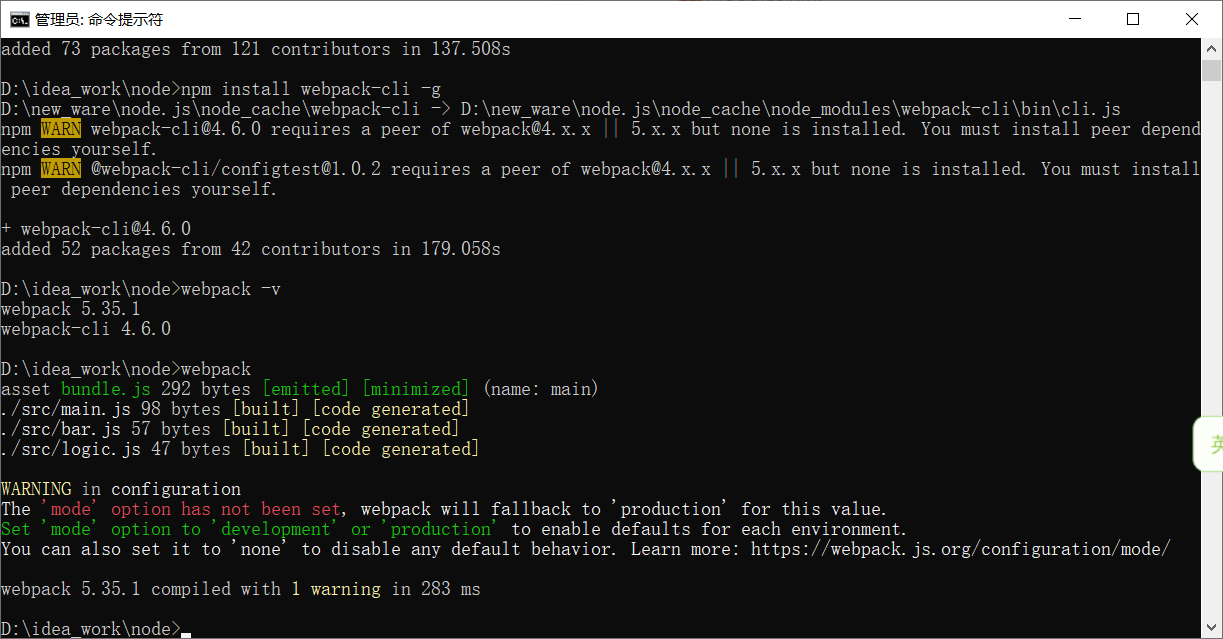 管理员: 命令提示符
added 73 packages from 121 contributors in 137.508s
D:\idea_work\node>npm install webpack-cli -g
D:\new_ware\node.js\node_cache\webpack-cli -> D:\new_ware\node.js\node_cache\node_modules\webpack-cli\bin\cli.js
npm WARN webpack-cli@4.6.0 requires a peer of webpack@4.x.x || 5.x.x but none is installed. You must install peer depend
encies yourself.
npm WARN @webpack-cli/configtest@1.0.2 requires a peer of webpack@4.x.x || 5.x.x but none is installed. You must install
 peer dependencies yourself.
+ webpack-cli@4.6.0
added 52 packages from 42 contributors in 179.058s
D:\idea_work\node>webpack -v
webpack 5.35.1
webpack-cli 4.6.0
D:\idea_work\node>webpack
asset bundle.js 292 bytes [emitted] [minimized] (name: main)
./src/main.js 98 bytes [built] [code generated]
./src/bar.js 57 bytes [built] [code generated]
./src/logic.js 47 bytes [built] [code generated]
WARNING in configuration
The 'mode' option has not been set, webpack will fallback to 'production' for this value.
Set 'mode' option to 'development' or 'production' to enable defaults for each environment.
You can also set it to 'none' to disable any default behavior. Learn more: https://webpack.js.org/configuration/mode/
webpack 5.35.1 compiled with 1 warning in 283 ms
D:\idea_work\node>